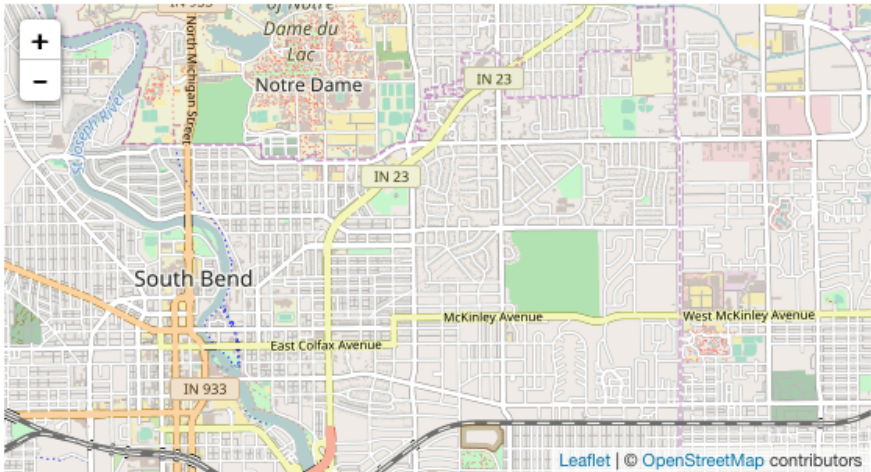 IN 933
of Notre
Dame du
Lac
+
−
North Michigan Street
Notre Dame
IN 23
St Joseph River
IN 23
South Bend
McKinley Avenue
West McKinley Avenue
East Colfax Avenue
IN 933
Leaflet | © OpenStreetMap contributors